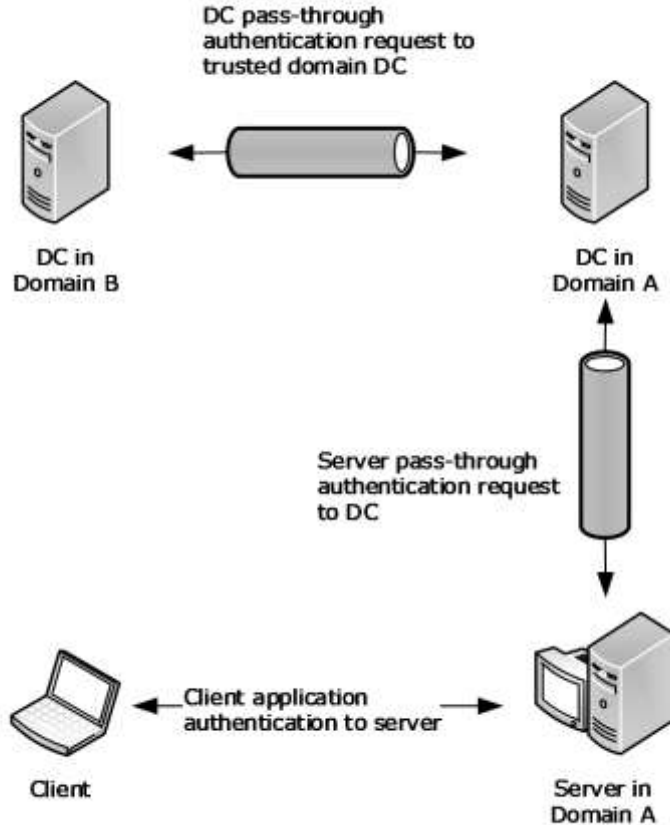 DC pass-through
authentication request to
trusted domain DC
DC in
Domain B
DC in
Domain A
Server pass-through
authentication request
to DC
Client application
authentication to server
Client
Server in
Domain A